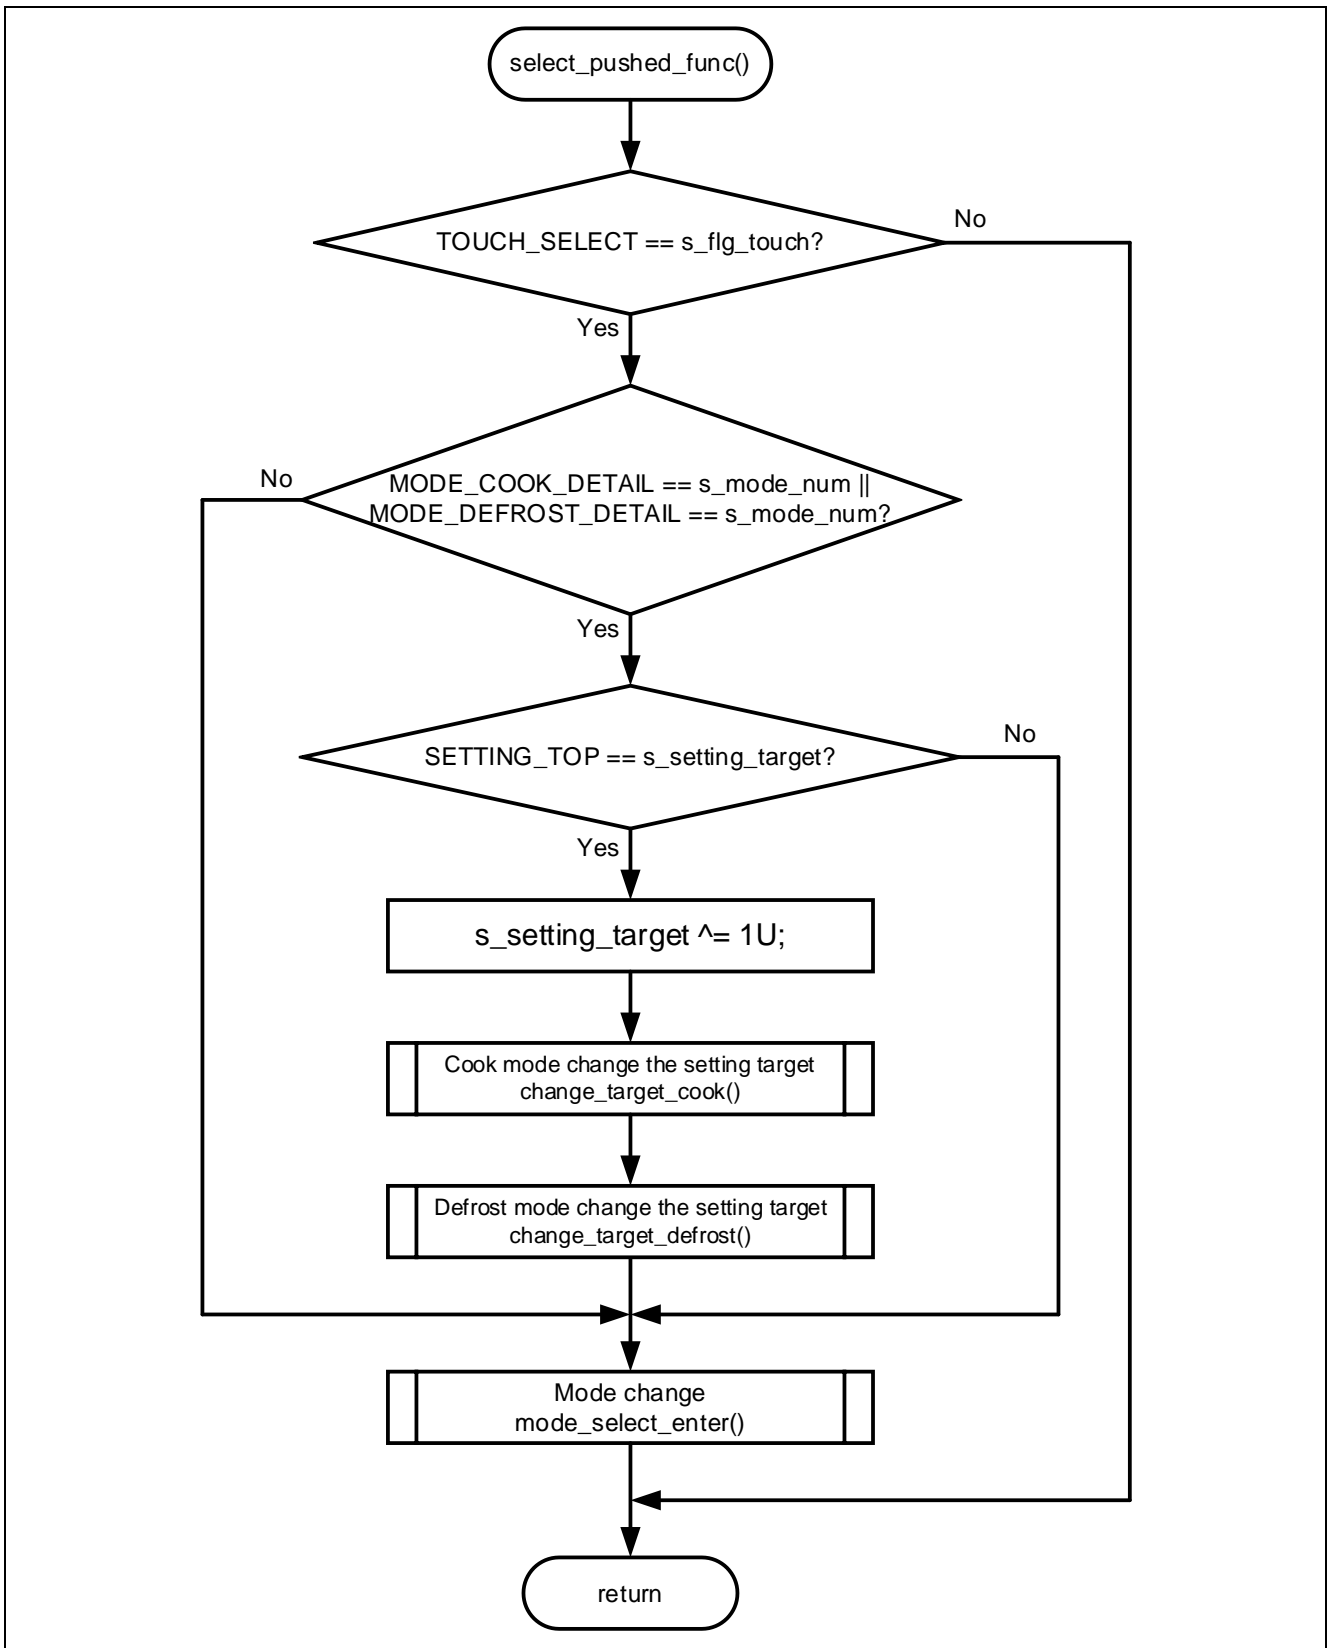 select_pushed_func()
No
TOUCH_SELECT == s_flg_touch?
Yes
No
MODE_COOK_DETAIL == s_mode_num ||
MODE_DEFROST_DETAIL == s_mode_num?
Yes
No
SETTING_TOP == s_setting_target?
Yes
s_setting_target ^= 1U;
Cook mode change the setting target
change_target_cook()
Defrost mode change the setting target
change_target_defrost()
Mode change
mode_select_enter()
return